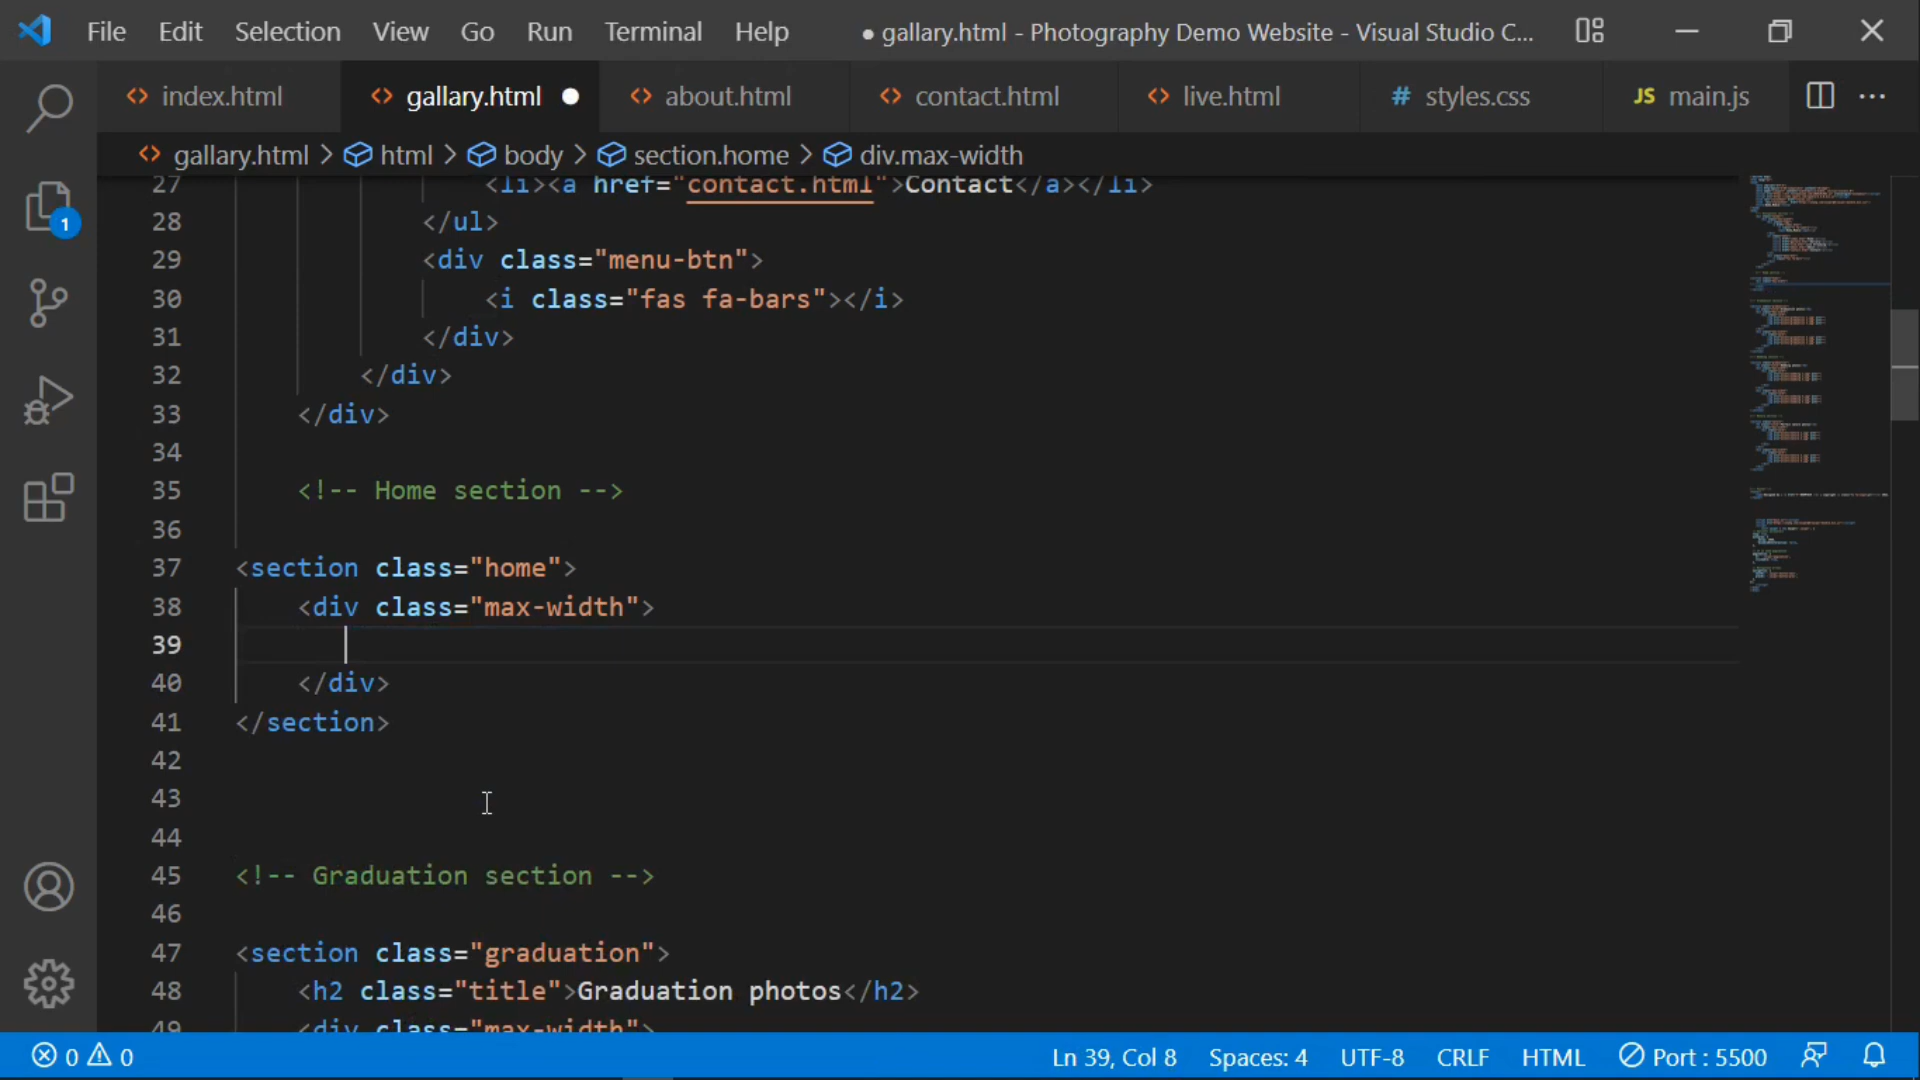 File Edit Selection View Go Run Terminal Help ● gallary.html - Photography Demo Website - Visual Studio C...
index.html gallary.html about.html contact.html live.html # styles.css JS main.js ...
gallary.html > html > body > section.home > div.max-width
27 <li><a href="contact.html">Contact</a></li>
28 </ul>
29 <div class="menu-btn">
30 <i class="fas fa-bars"></i>
31 </div>
32 </div>
33 </div>
34
35 <!-- Home section -->
36
37 <section class="home">
38 <div class="max-width">
39
40 </div>
41 </section>
42
43
44
45 <!-- Graduation section -->
46
47 <section class="graduation">
48 <h2 class="title">Graduation photos</h2>
49 <div class="max-width">
1
0 0 Ln 39, Col 8 Spaces: 4 UTF-8 CRLF HTML Port : 5500